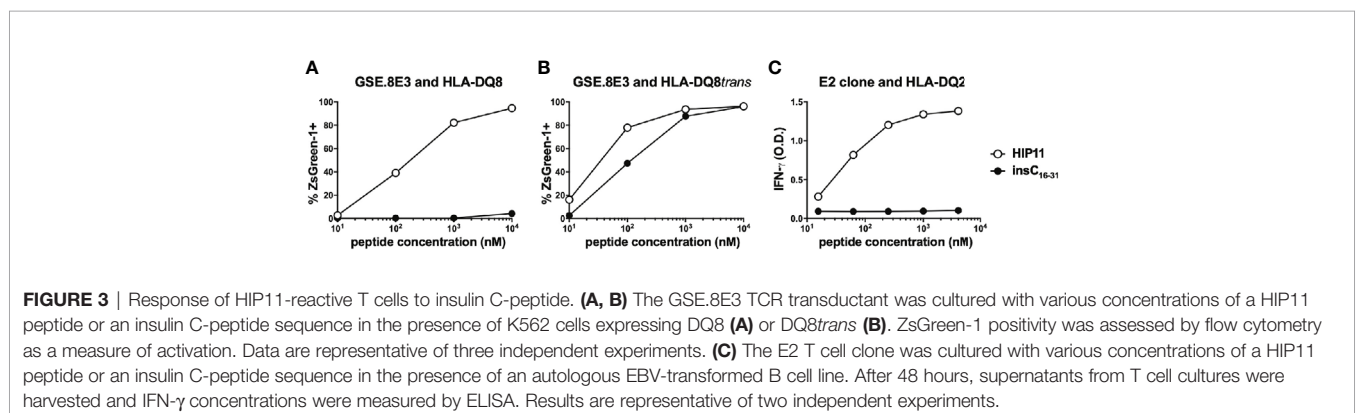 A
GSE.8E3 and HLA-DQ8
% ZsGreen-1+
100
80
60
40
20
0
10¹
10²
10³
10⁴
peptide concentration (nM)
B
GSE.8E3 and HLA-DQ8trans
% ZsGreen-1+
100
80
60
40
20
0
10¹
10²
10³
10⁴
peptide concentration (nM)
C
E2 clone and HLA-DQ2
IFN-γ (O.D.)
1.5
1.0
0.5
0.0
10¹
10²
10³
10⁴
peptide concentration (nM)
HIP11
insC₁₆₋₃₁
FIGURE 3 | Response of HIP11-reactive T cells to insulin C-peptide. (A, B) The GSE.8E3 TCR transductant was cultured with various concentrations of a HIP11
peptide or an insulin C-peptide sequence in the presence of K562 cells expressing DQ8 (A) or DQ8trans (B). ZsGreen-1 positivity was assessed by flow cytometry
as a measure of activation. Data are representative of three independent experiments. (C) The E2 T cell clone was cultured with various concentrations of a HIP11
peptide or an insulin C-peptide sequence in the presence of an autologous EBV-transformed B cell line. After 48 hours, supernatants from T cell cultures were
harvested and IFN-γ concentrations were measured by ELISA. Results are representative of two independent experiments.